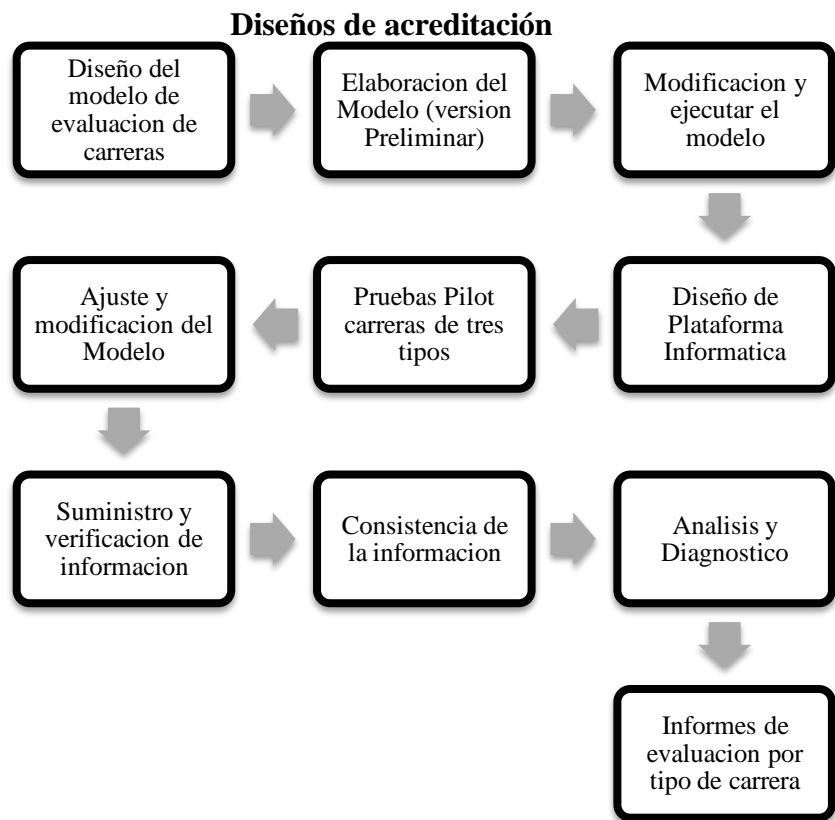 Diseños de acreditación
Diseño del
modelo de
evaluacion de
carreras
Elaboracion del
Modelo (version
Preliminar)
Modificacion y
ejecutar el
modelo
Diseño de
Plataforma
Informatica
Pruebas Pilot
carreras de tres
tipos
Ajuste y
modificacion del
Modelo
Suministro y
verificacion de
informacion
Consistencia de
la informacion
Analisis y
Diagnostico
Informes de
evaluacion por
tipo de carrera